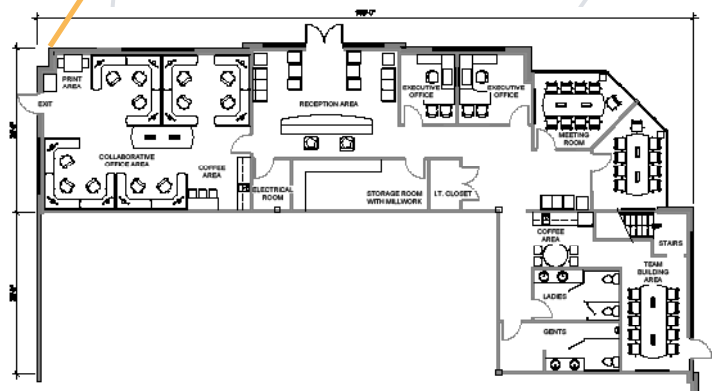 PRINT
AREA
EXIT
RECEPTION AREA
EXECUTIVE
OFFICE
EXECUTIVE
OFFICE
MEETING
ROOM
COLLABORATIVE
OFFICE AREA
COFFEE
AREA
ELECTRICAL
ROOM
STORAGE ROOM
WITH MILLWORK
I.T. CLOSET
COFFEE
AREA
STAIRS
TEAM
BUILDING
AREA
LADIES
GENTS